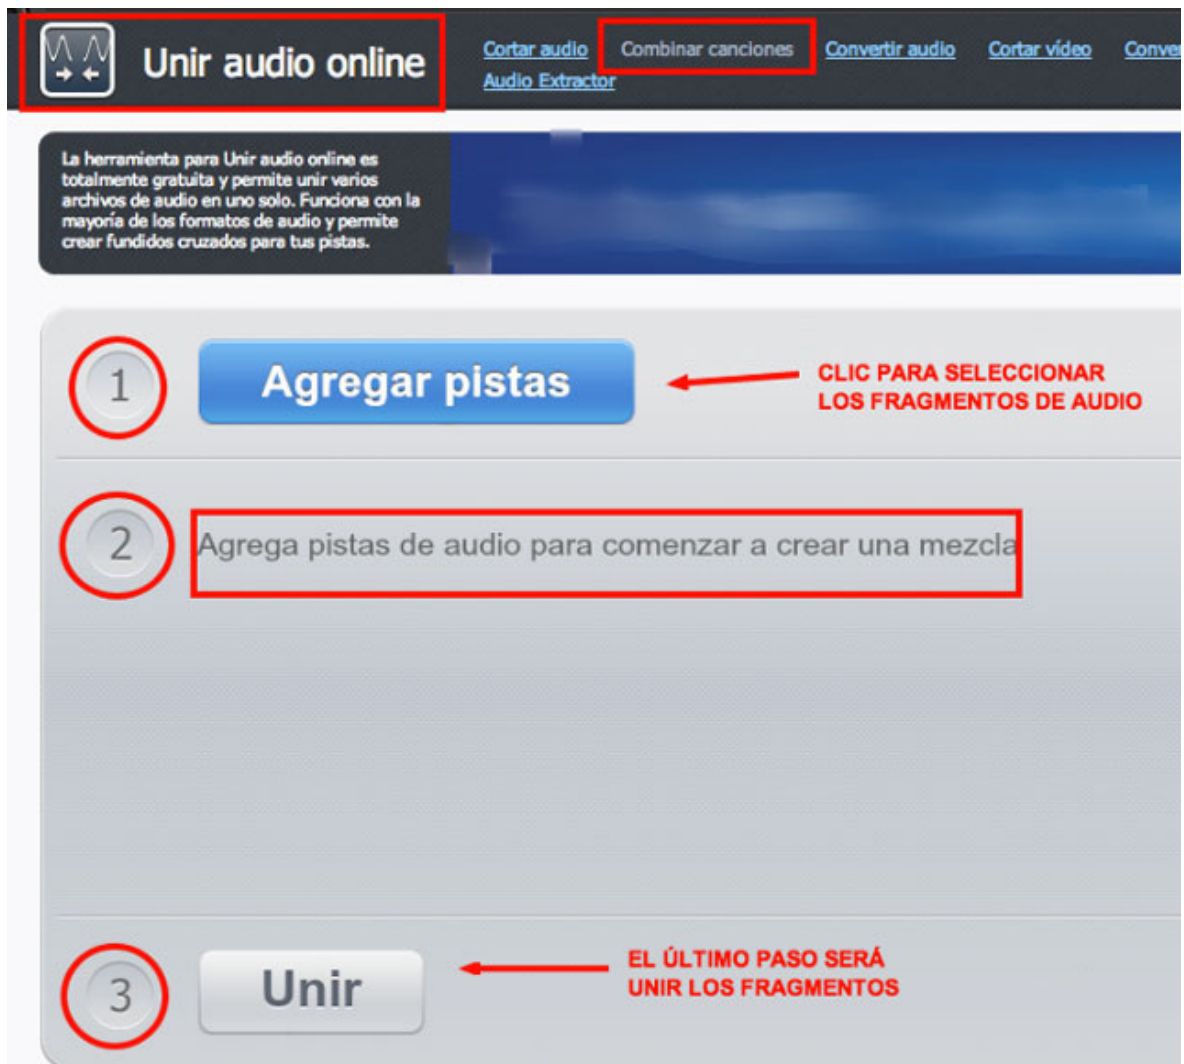 Unir audio online
Cortar audio Combinar canciones Convertir audio Cortar vídeo
Audio Extractor
La herramienta para Unir audio online es
totalmente gratuita y permite unir varios
archivos de audio en uno solo. Funciona con la
mayoría de los formatos de audio y permite
crear fundidos cruzados para tus pistas.
1
Agregar pistas
CLIC PARA SELECCIONAR
LOS FRAGMENTOS DE AUDIO
2
Agrega pistas de audio para comenzar a crear una mezcla
3
Unir
EL ÚLTIMO PASO SERÁ
UNIR LOS FRAGMENTOS